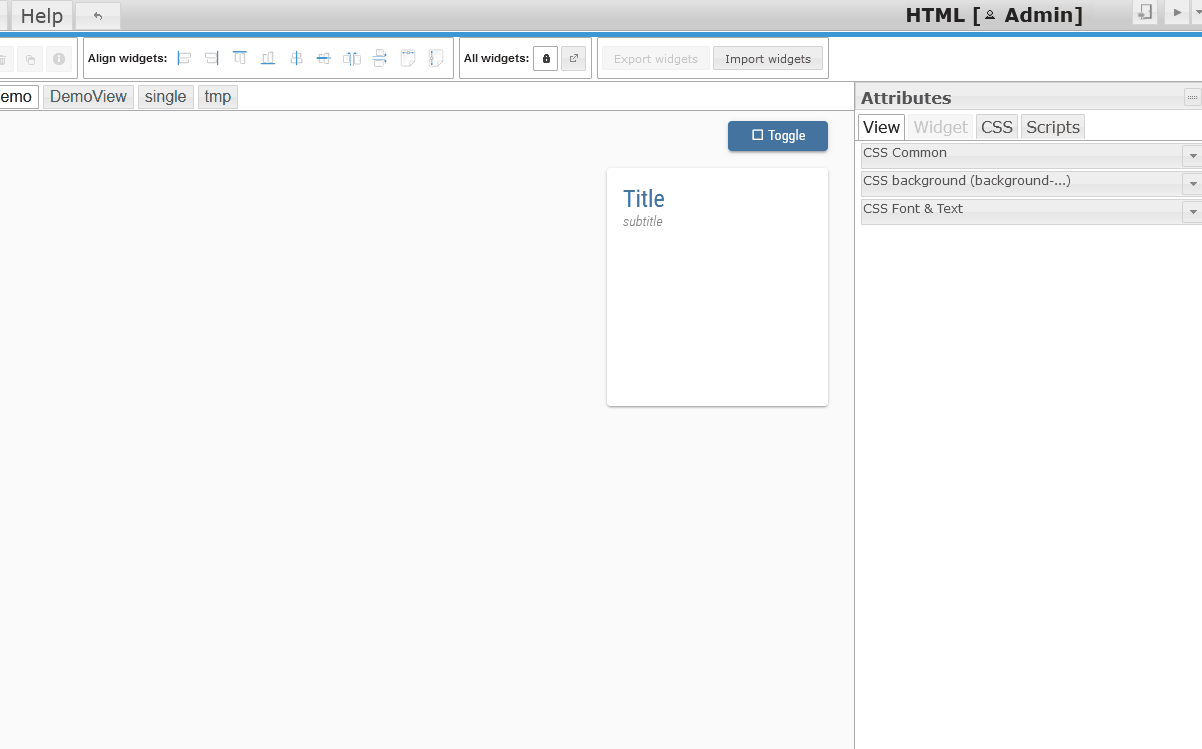 Help
HTML [ Admin]
Align widgets:
All widgets:
Export widgets
Import widgets
emo
DemoView
single
tmp
Attributes
View
Widget
CSS
Scripts
CSS Common
CSS background (background-...)
CSS Font & Text
Toggle
Title
subtitle